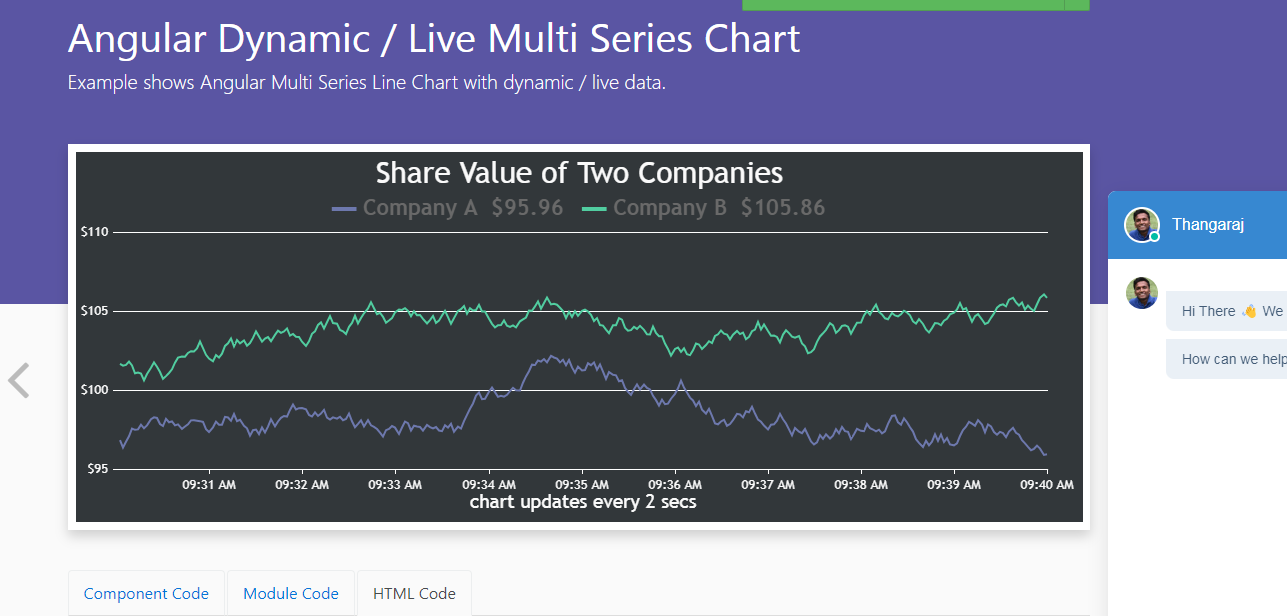 Angular Dynamic / Live Multi Series Chart
Example shows Angular Multi Series Line Chart with dynamic / live data.
Share Value of Two Companies
Company A $95.96 Company B $105.86
$110
$105
$100
$95
09:31 AM 09:32 AM 09:33 AM 09:34 AM 09:35 AM 09:36 AM 09:37 AM 09:38 AM 09:39 AM 09:40 AM
chart updates every 2 secs
Component Code Module Code HTML Code
Thangaraj
Hi There 👋 We
How can we help